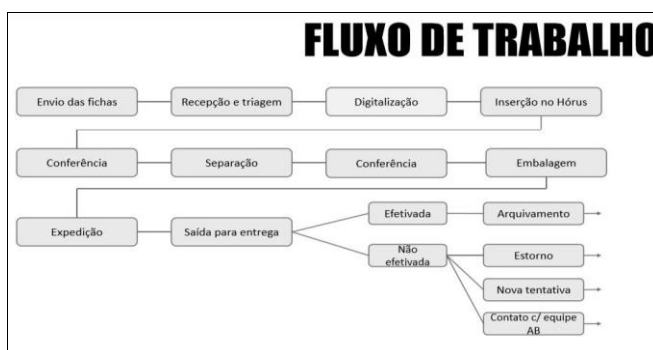 FLUXO DE TRABALHO
Envio das fichas
Recepção e triagem
Digitalização
Inserção no Hórus
Conferência
Separação
Conferência
Embalagem
Expedição
Saída para entrega
Efetivada
Arquivamento
Não
efetivada
Estorno
Nova tentativa
Contato c/ equipe
AB